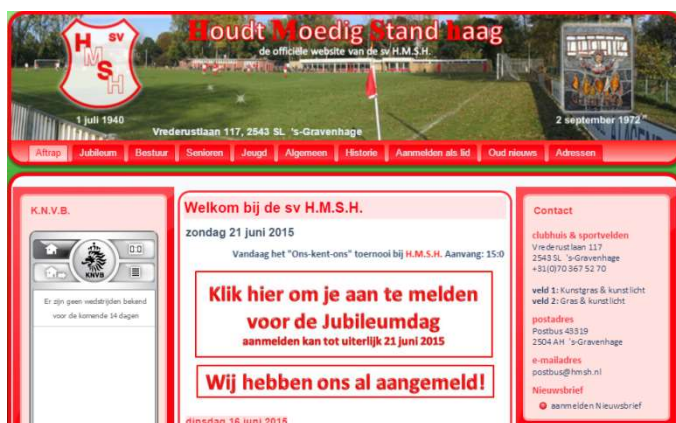 Houdt Moedig Stand haag
de officiële website van de sv H.M.S.H.
H SV
M
S
H
1 juli 1940
2 september 1972
Vrederustlaan 117, 2543 SL 's-Gravenhage
Aftrap Jubileum Bestuur Senioren Jeugd Algemeen Historie Aanmelden als lid Oud nieuws Adressen
K.N.V.B.
KNVB
Er zijn geen wedstrijden bekend
voor de komende 14 dagen
Welkom bij de sv H.M.S.H.
zondag 21 juni 2015
Vandaag het "Ons-kent-ons" toernooi bij H.M.S.H. Aanvang: 15:0
Klik hier om je aan te melden
voor de Jubileumdag
aanmelden kan tot uiterlijk 21 juni 2015
Wij hebben ons al aangemeld!
dinsdag 16 juni 2015
Contact
clubhuis & sportvelden
Vrederustlaan 117
2543 SL 's-Gravenhage
+31(0)70 367 52 70
veld 1: Kunstgras & kunstlicht
veld 2: Gras & kunstlicht
postadres
Postbus 43319
2504 AH 's-Gravenhage
e-mailadres
postbus@hmsh.nl
Nieuwsbrief
aanmelden Nieuwsbrief